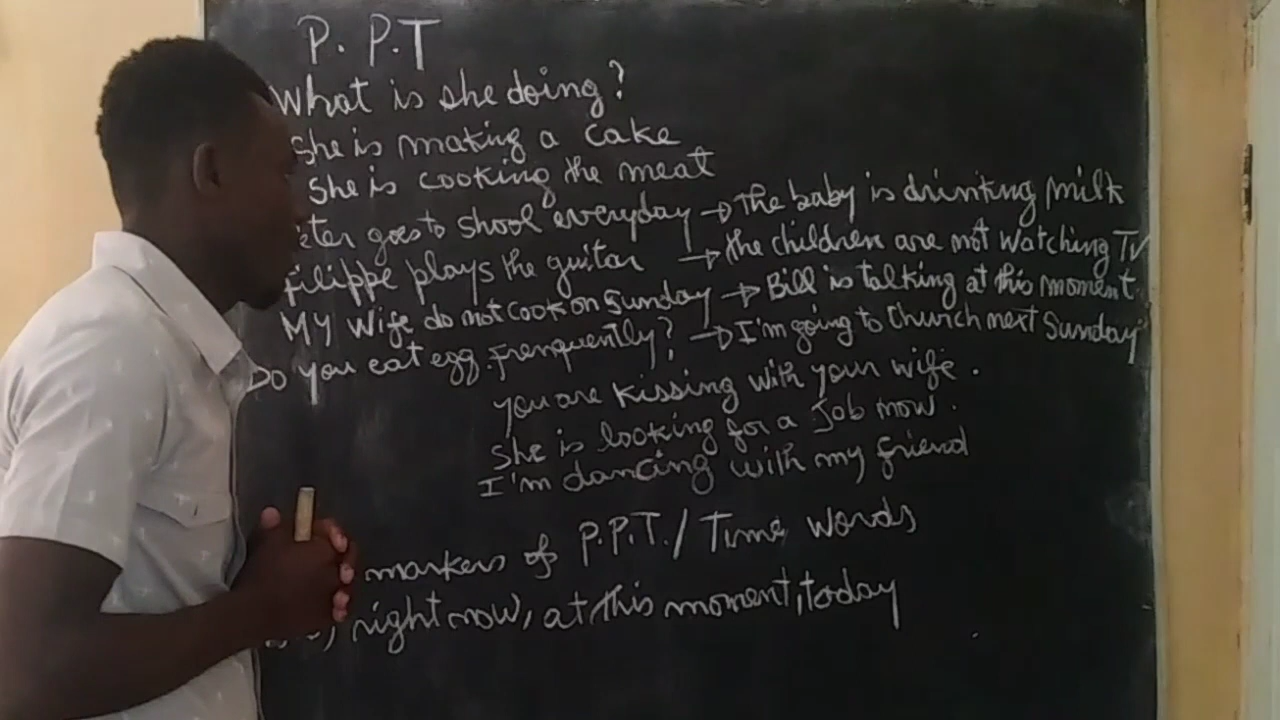 P. P.T
What is she doing?
She is making a cake
She is cooking the meat
eter goes to shool everyday → the baby is drinking milk
filippe plays the guitar → the children are not watching TV
My wife do not cook on Sunday → Bill is talking at this moment.
Do you eat egg frenquently? → I'm going to Church next Sunday
you are kissing with your wife.
She is looking for a Job now.
I'm dancing with my friend
markers of P.P.T. / Time words
right now, at this moment, today